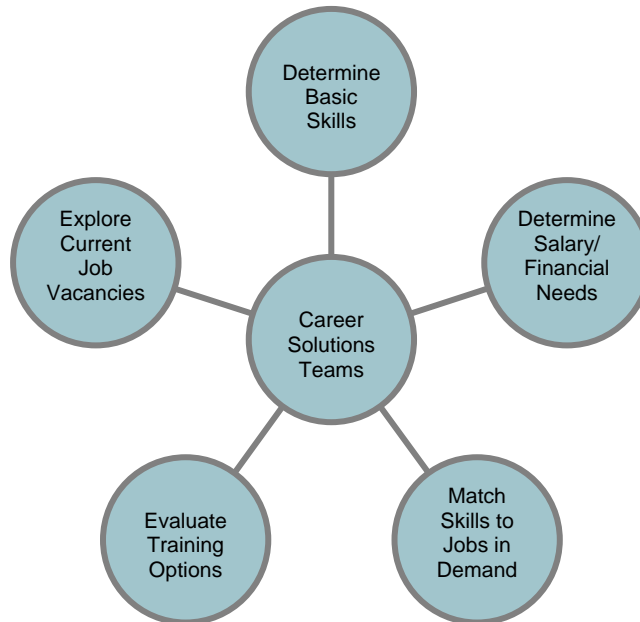 Determine
Basic
Skills
Explore
Current
Job
Vacancies
Determine
Salary/
Financial
Needs
Career
Solutions
Teams
Evaluate
Training
Options
Match
Skills to
Jobs in
Demand